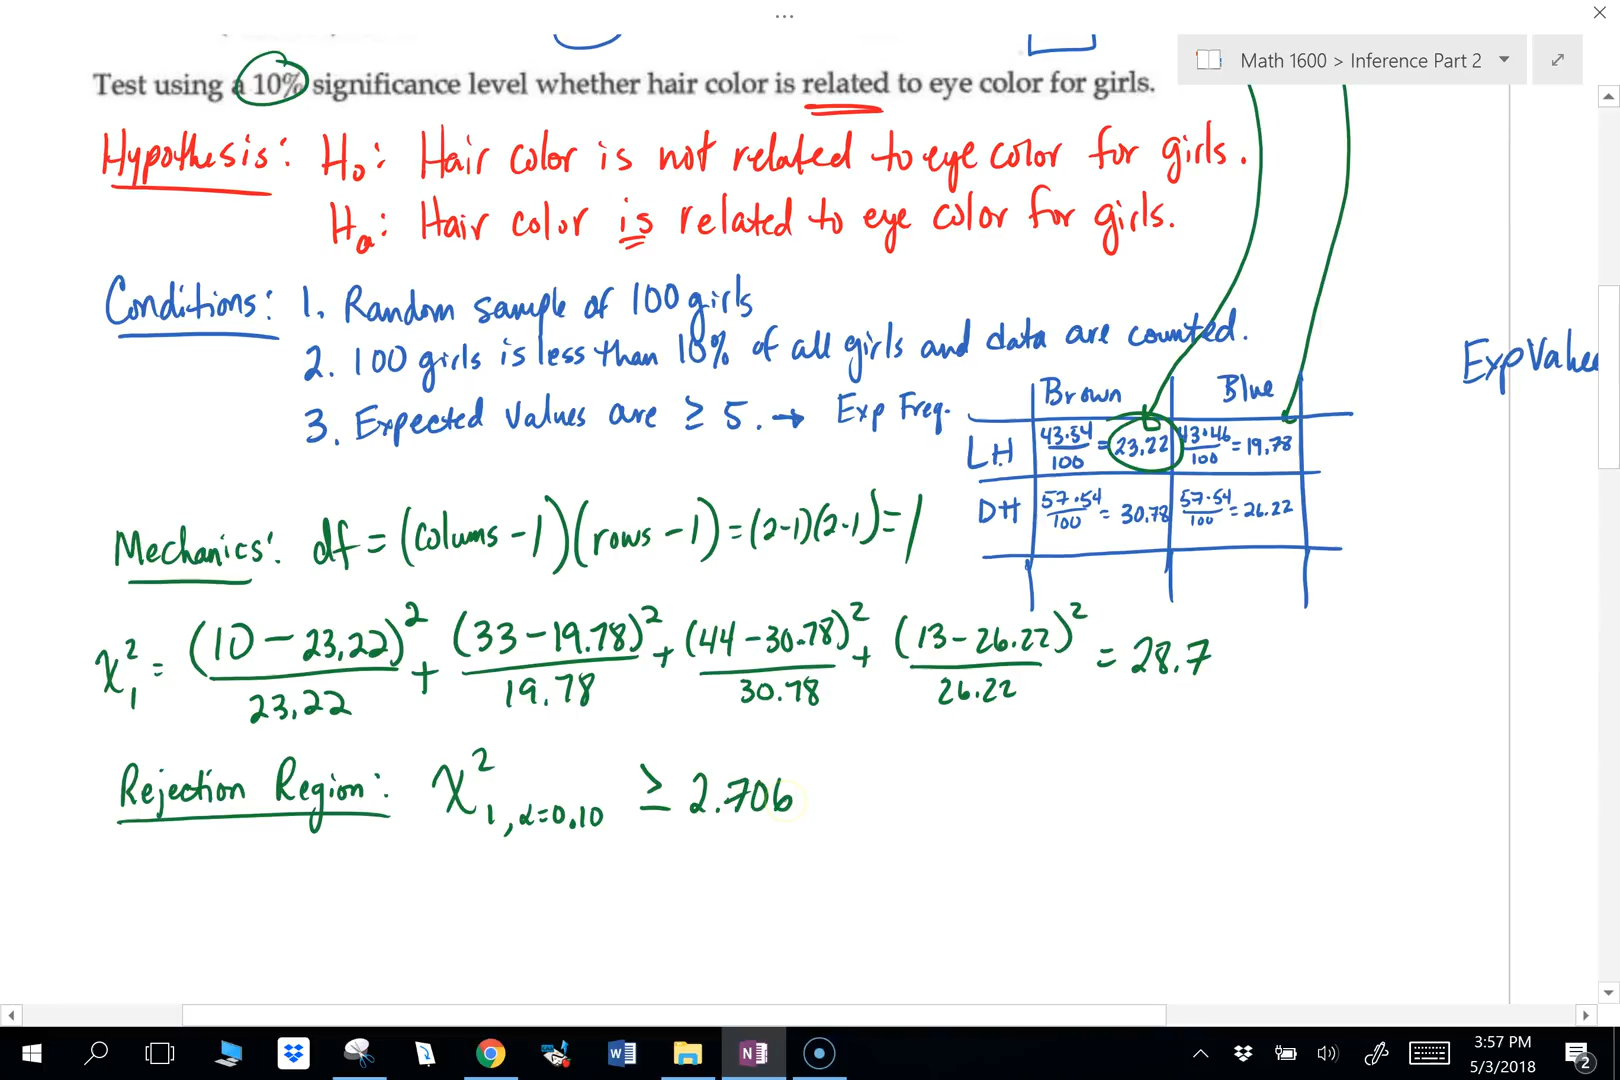 Math 1600 > Inference Part 2
Test using a 10% significance level whether hair color is related to eye color for girls.
Hypothesis: H₀: Hair color is not related to eye color for girls.
Hₐ: Hair color is related to eye color for girls.
Conditions: 1. Random sample of 100 girls
2. 100 girls is less than 10% of all girls and data are counted.
3. Expected values are ≥ 5. → Exp Freq.
Exp Value
Brown Blue
LH 43·54/100 = 23.22 43·46/100 = 19.78
DH 57·54/100 = 30.78 57·54/100 = 26.22
Mechanics: df = (colums - 1)(rows - 1) = (2-1)(2-1) = 1
χ²₁ = (10 - 23.22)²/23.22 + (33 - 19.78)²/19.78 + (44 - 30.78)²/30.78 + (13 - 26.22)²/26.22 = 28.7
Rejection Region: χ²₁,α=0.10 ≥ 2.706
3:57 PM
5/3/2018
2